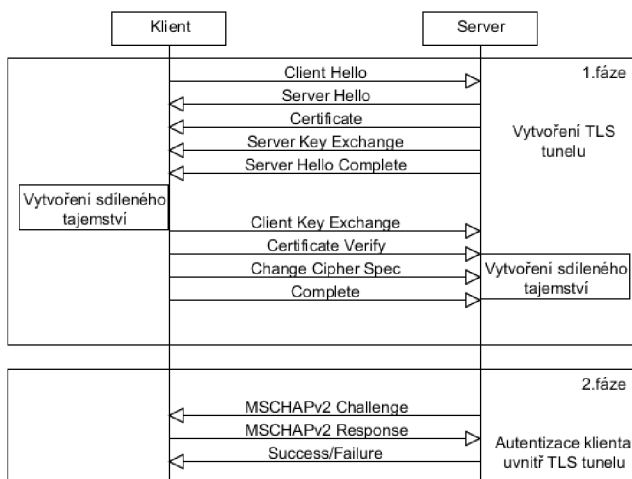 Klient
Server
1.fáze
Client Hello
Server Hello
Certificate
Vytvoření TLS
tunelu
Server Key Exchange
Server Hello Complete
Vytvoření sdíleného
tajemství
Client Key Exchange
Certificate Verify
Change Cipher Spec
Vytvoření sdíleného
tajemství
Complete
2.fáze
MSCHAPv2 Challenge
MSCHAPv2 Response
Autentizace klienta
uvnitř TLS tunelu
Success/Failure